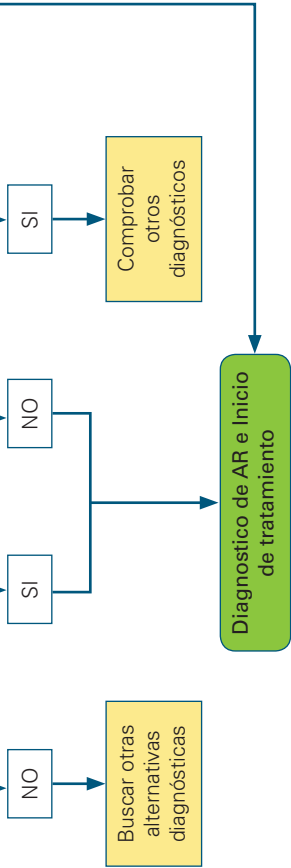 NO
SI
NO
SI
Buscar otras
alternativas
diagnósticas
Comprobar
otros
diagnósticos
Diagnostico de AR e Inicio
de tratamiento